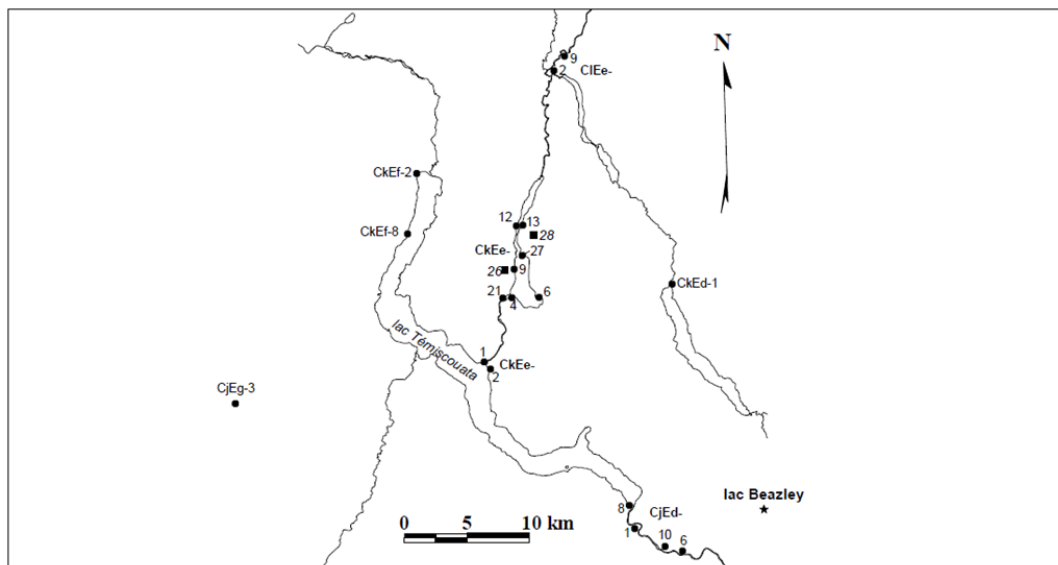 N
9
2
ClEe-
CkEf-2
12
13
28
CkEf-8
CkEe-
27
26
9
CkEd-1
21
4
6
lac Témiscouata
1
CkEe-
2
CjEg-3
lac Beazley
8
CjEd-
1
10
6
0 5 10 km